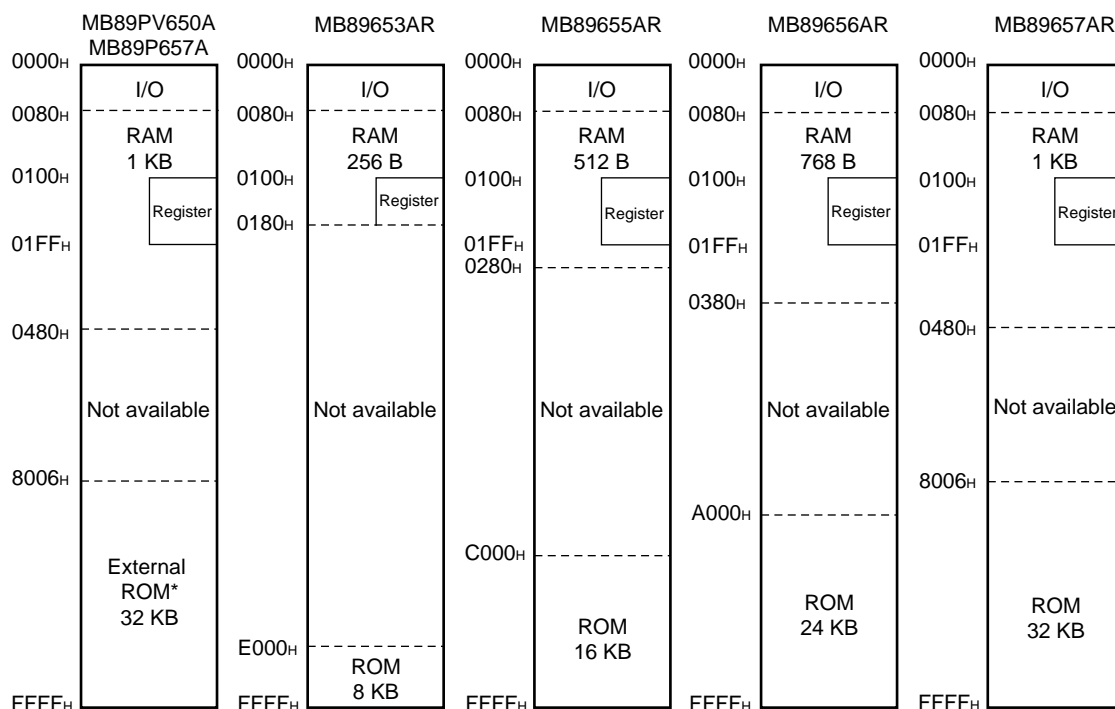 MB89PV650A
MB89P657A
0000H
I/O
0080H
RAM
1 KB
0100H
Register
01FFH
0480H
Not available
8006H
External
ROM*
32 KB
FFFFH
MB89653AR
0000H
I/O
0080H
RAM
256 B
0100H
Register
0180H
Not available
E000H
ROM
8 KB
FFFFH
MB89655AR
0000H
I/O
0080H
RAM
512 B
0100H
Register
01FFH
0280H
Not available
C000H
ROM
16 KB
FFFFH
MB89656AR
0000H
I/O
0080H
RAM
768 B
0100H
Register
01FFH
0380H
Not available
A000H
ROM
24 KB
FFFFH
MB89657AR
0000H
I/O
0080H
RAM
1 KB
0100H
Register
01FFH
0480H
Not available
8006H
ROM
32 KB
FFFFH